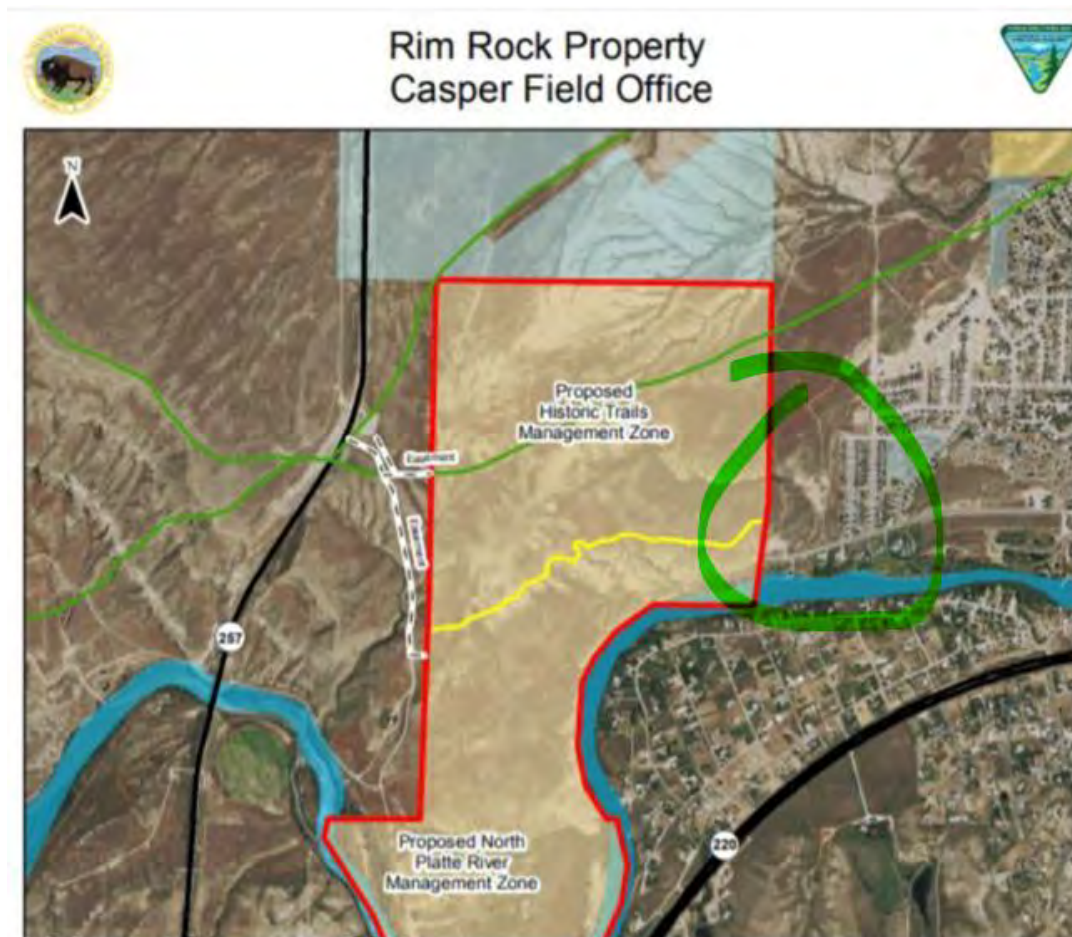 Rim Rock Property
Casper Field Office
N
Proposed
Historic Trails
Management Zone
Easement
Easement
257
220
Proposed North
Platte River
Management Zone